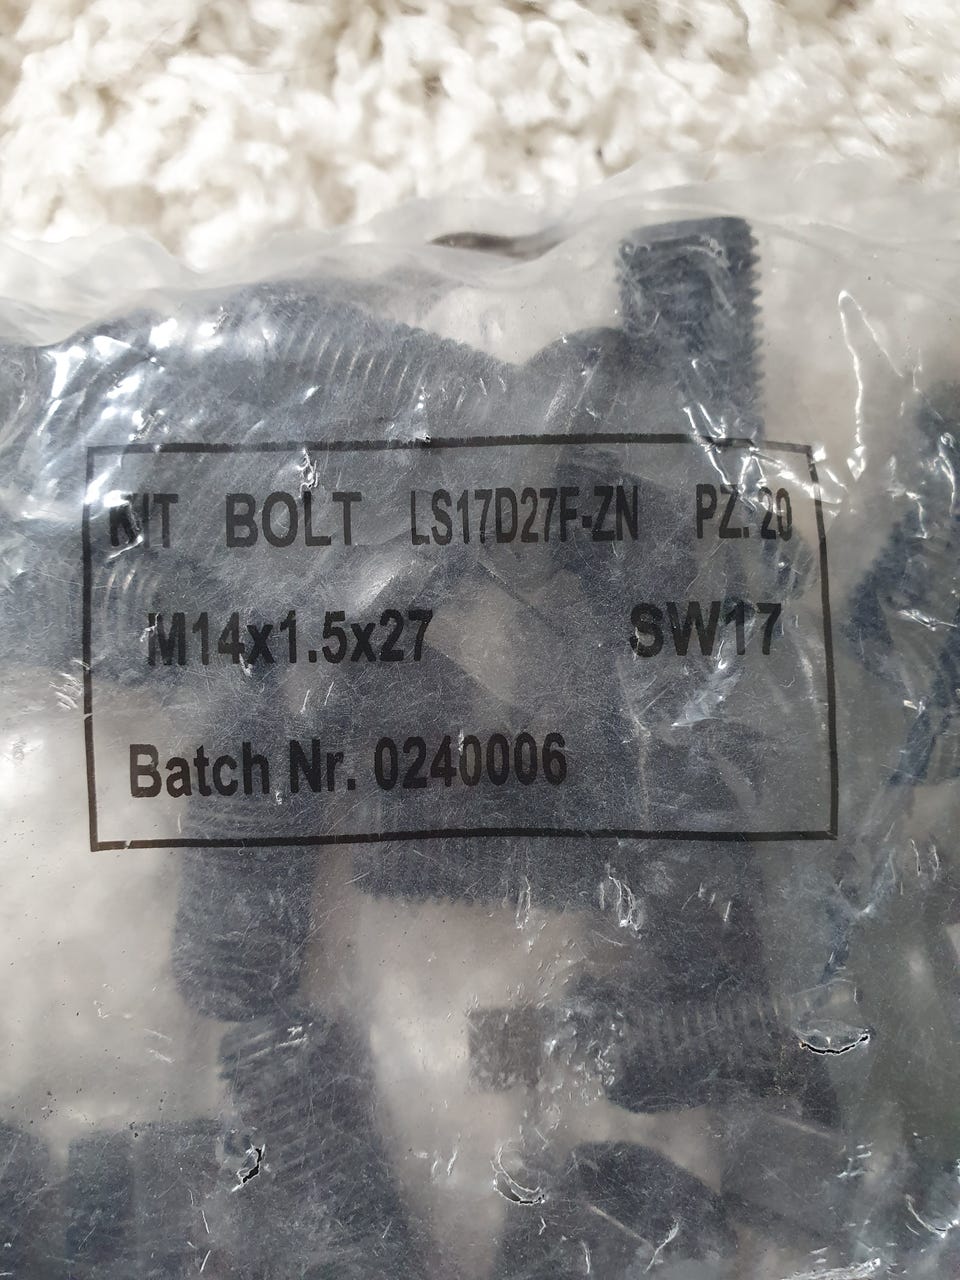 KIT BOLT LS17D27F-ZN PZ. 20
M14x1.5x27 SW17
Batch Nr. 0240006